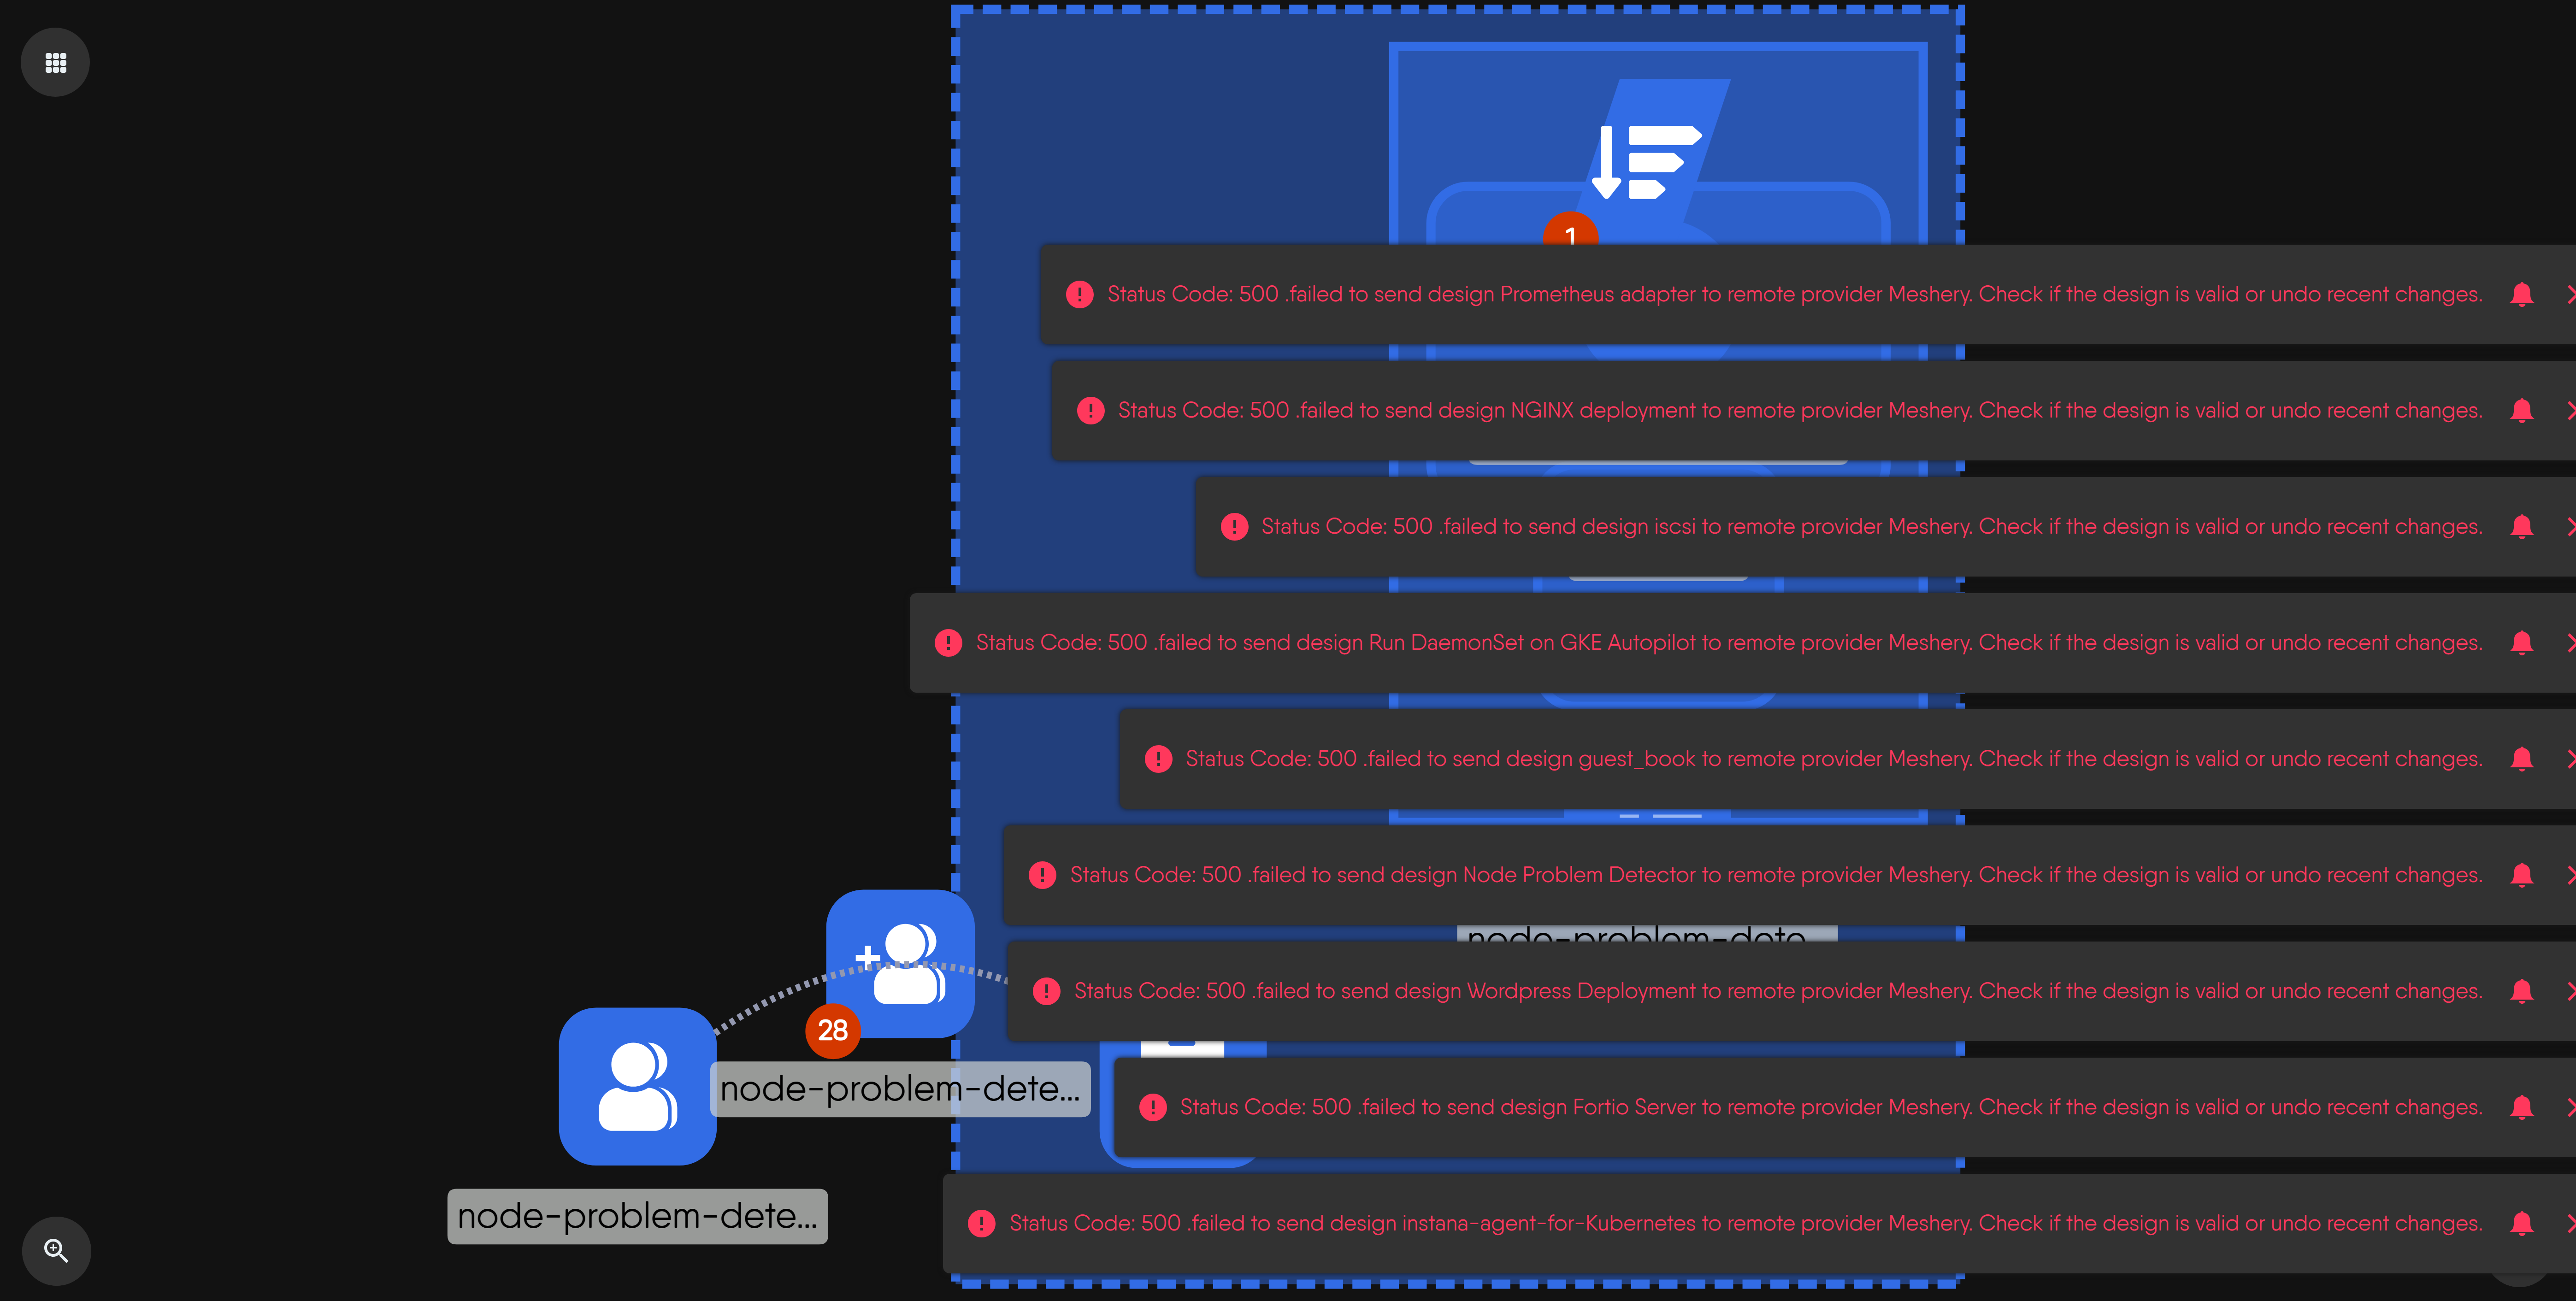 1
Status Code: 500 .failed to send design Prometheus adapter to remote provider Meshery. Check if the design is valid or undo recent changes.
Status Code: 500 .failed to send design NGINX deployment to remote provider Meshery. Check if the design is valid or undo recent changes.
Status Code: 500 .failed to send design iscsi to remote provider Meshery. Check if the design is valid or undo recent changes.
Status Code: 500 .failed to send design Run DaemonSet on GKE Autopilot to remote provider Meshery. Check if the design is valid or undo recent changes.
Status Code: 500 .failed to send design guest_book to remote provider Meshery. Check if the design is valid or undo recent changes.
Status Code: 500 .failed to send design Node Problem Detector to remote provider Meshery. Check if the design is valid or undo recent changes.
node-problem-dete...
Status Code: 500 .failed to send design Wordpress Deployment to remote provider Meshery. Check if the design is valid or undo recent changes.
28
node-problem-dete...
Status Code: 500 .failed to send design Fortio Server to remote provider Meshery. Check if the design is valid or undo recent changes.
node-problem-dete...
Status Code: 500 .failed to send design instana-agent-for-Kubernetes to remote provider Meshery. Check if the design is valid or undo recent changes.